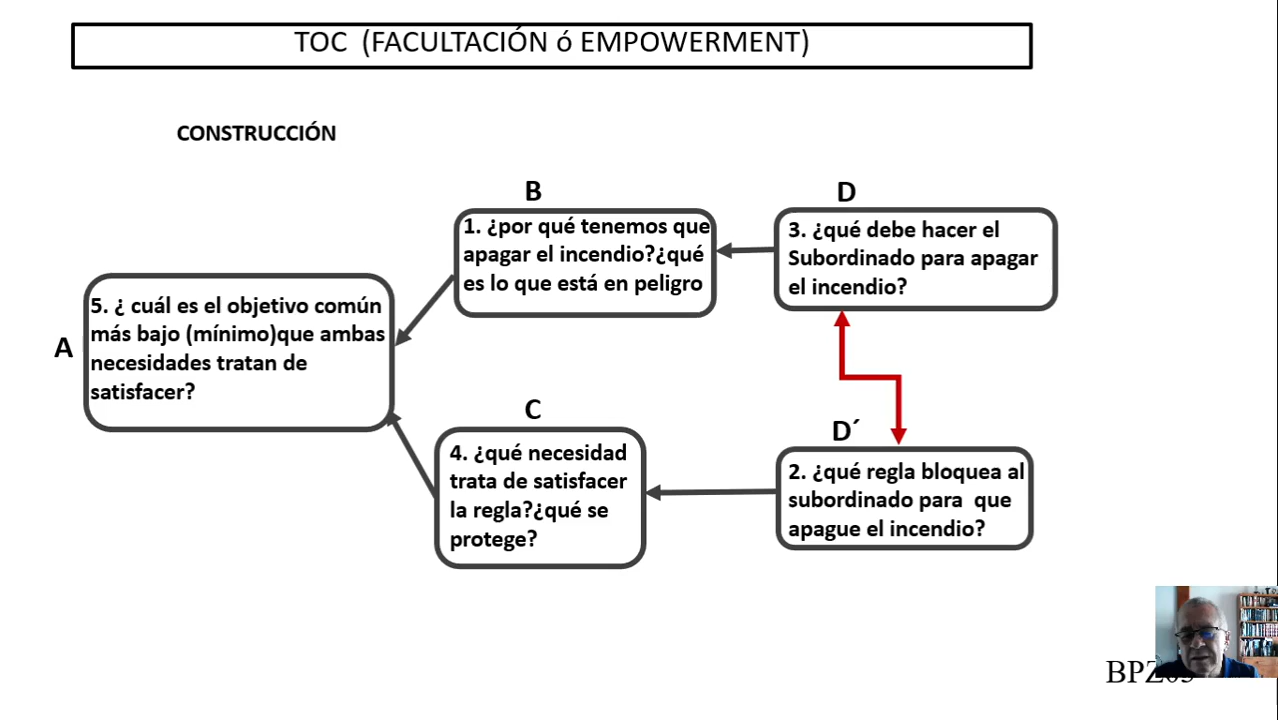 TOC (FACULTACIÓN ó EMPOWERMENT)
CONSTRUCCIÓN
B
1. ¿por qué tenemos que
apagar el incendio?¿qué
es lo que está en peligro
D
3. ¿qué debe hacer el
Subordinado para apagar
el incendio?
A
5. ¿ cuál es el objetivo común
más bajo (mínimo)que ambas
necesidades tratan de
satisfacer?
C
4. ¿qué necesidad
trata de satisfacer
la regla?¿qué se
protege?
D´
2. ¿qué regla bloquea al
subordinado para que
apague el incendio?